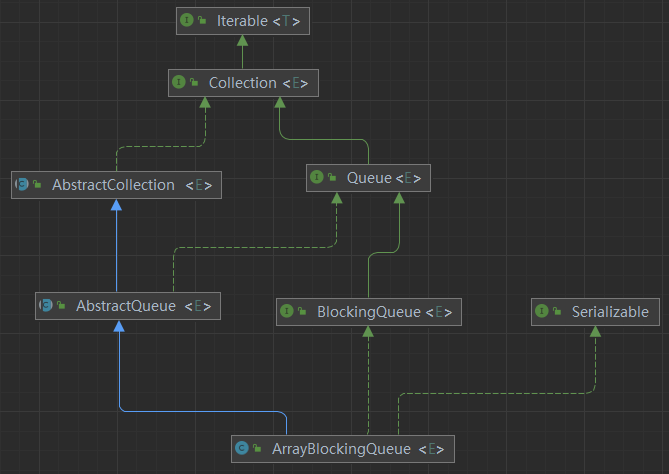 I Iterable <T>
I Collection <E>
C AbstractCollection <E>
I Queue <E>
C AbstractQueue <E>
I BlockingQueue <E>
I Serializable
C ArrayBlockingQueue <E>